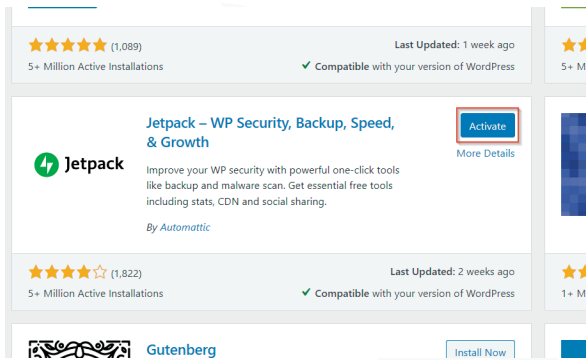 (1,089)
Last Updated: 1 week ago
5+ Million Active Installations
Compatible with your version of WordPress
5+ M
Jetpack – WP Security, Backup, Speed,
& Growth
Activate
More Details
Jetpack
Improve your WP security with powerful one-click tools
like backup and malware scan. Get essential free tools
including stats, CDN and social sharing.
By Automattic
(1,822)
Last Updated: 2 weeks ago
5+ Million Active Installations
Compatible with your version of WordPress
1+ M
Gutenberg
Install Now